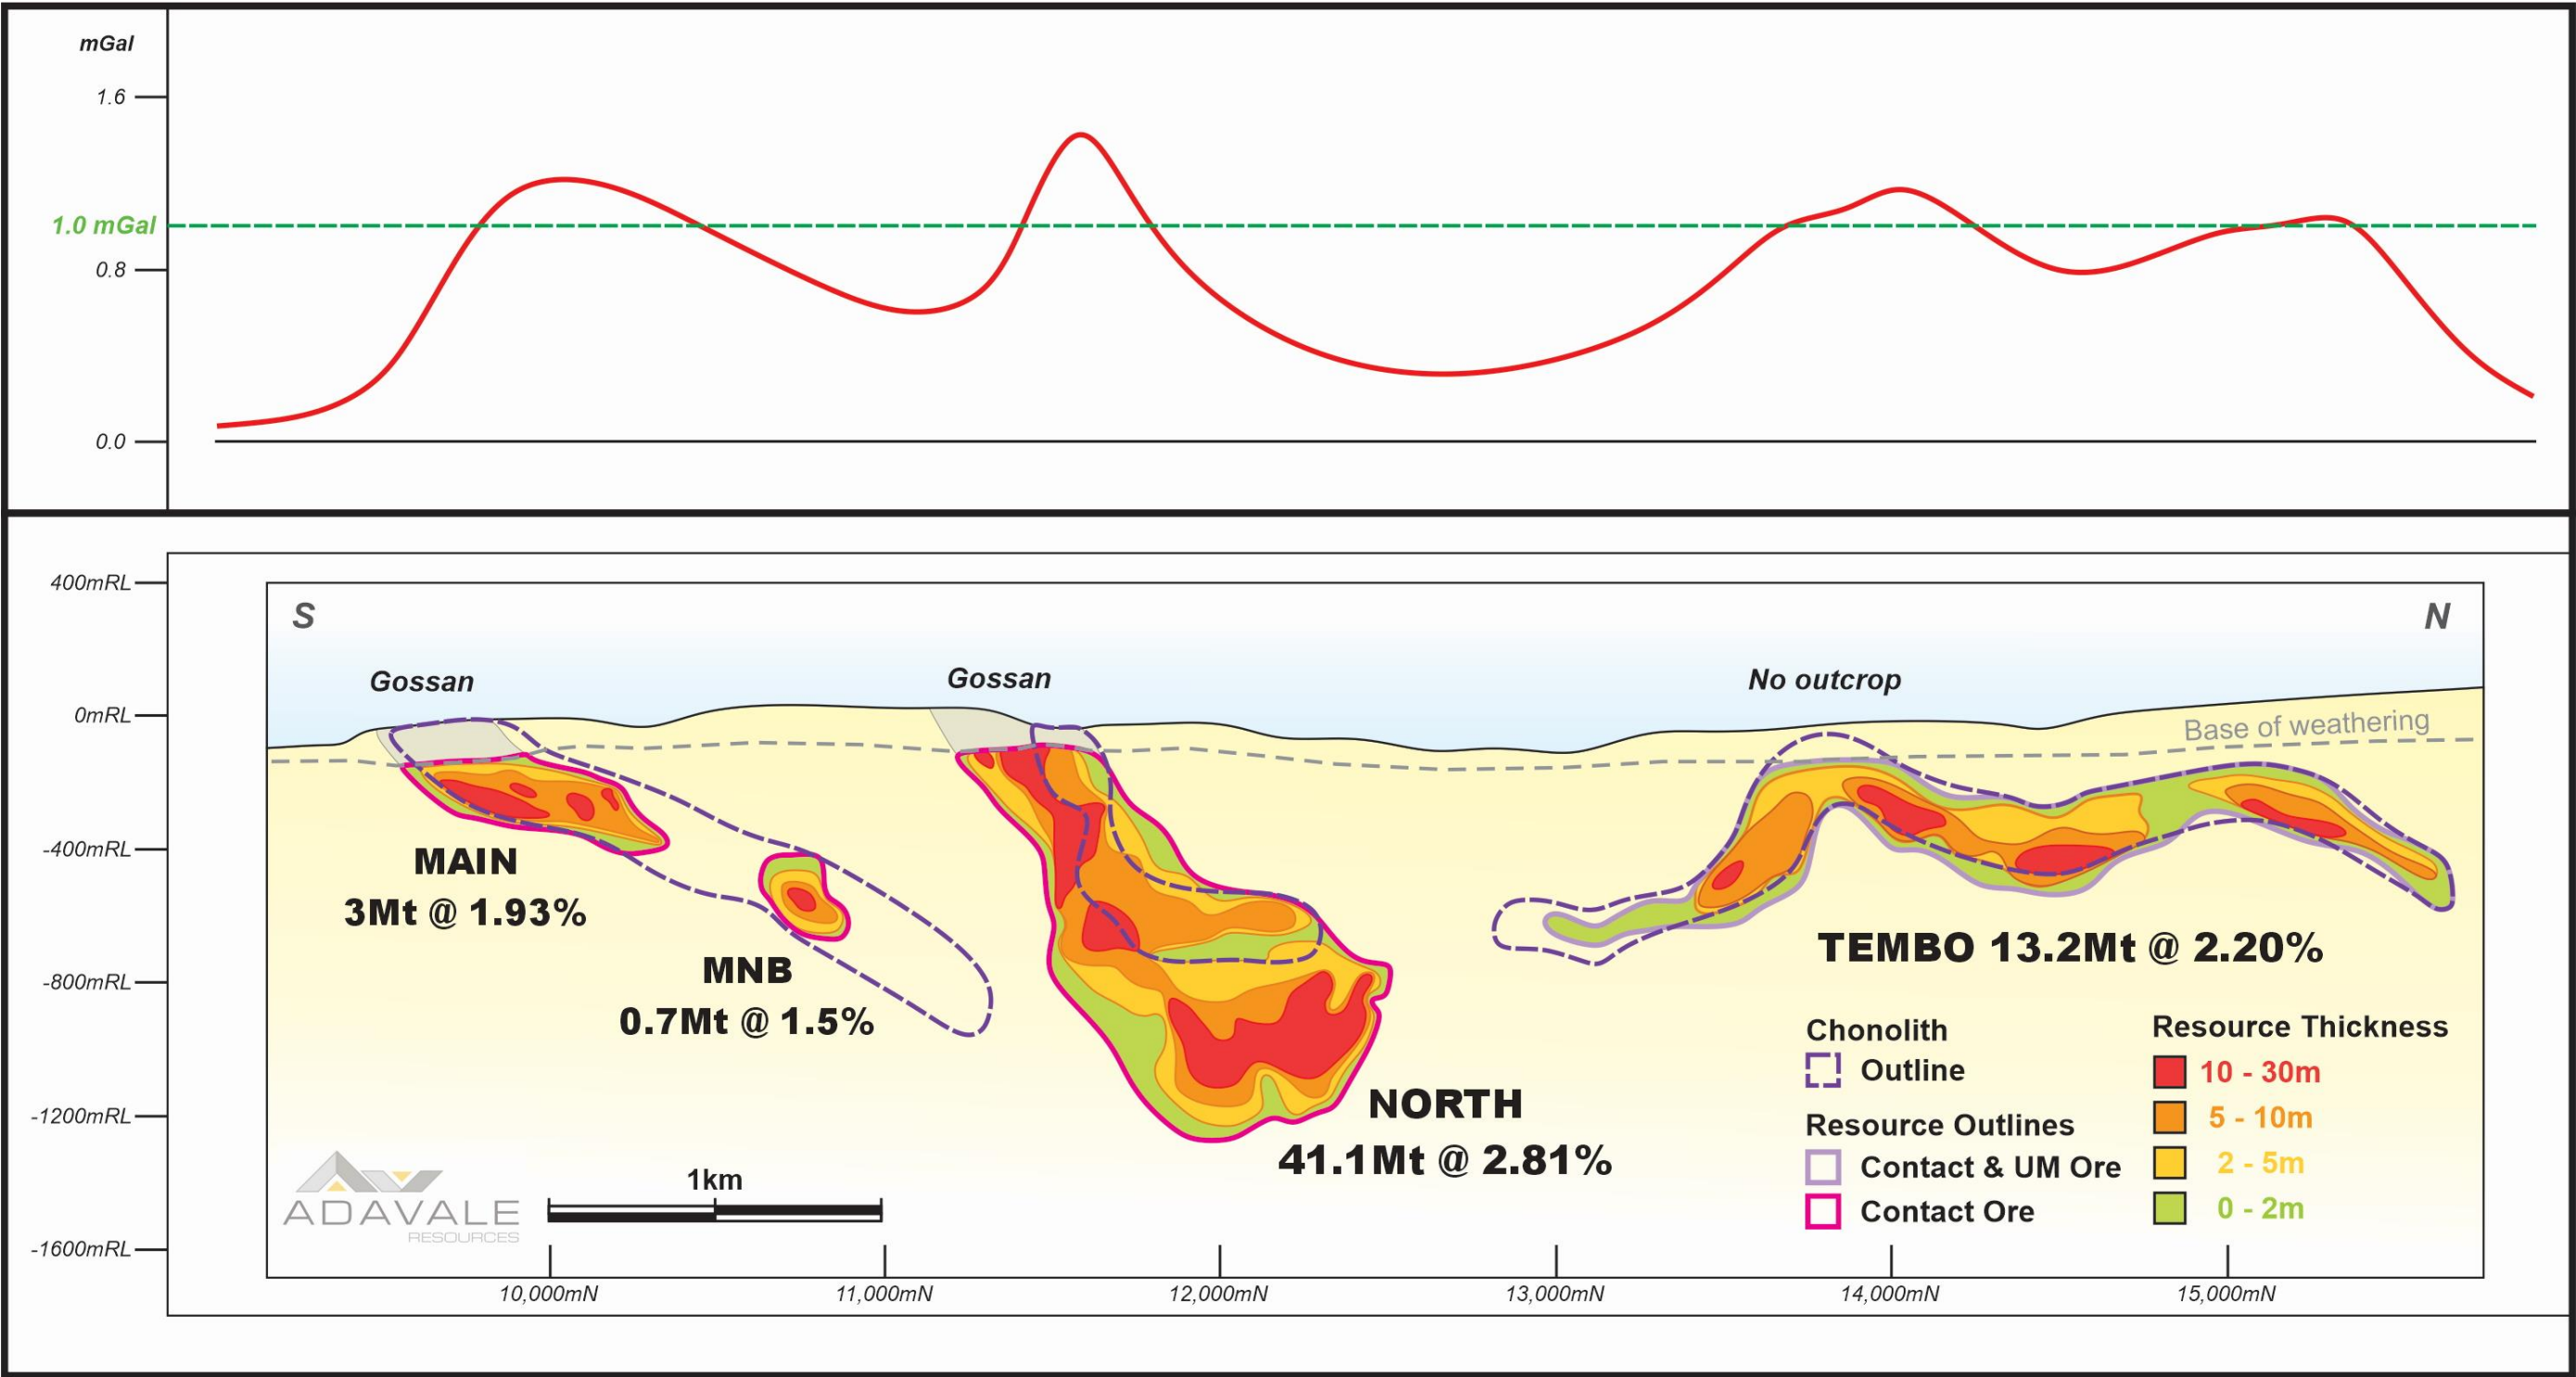 mGal
1.6
1.0 mGal
0.8
0.0
400mRL
S
N
Gossan
Gossan
No outcrop
0mRL
Base of weathering
-400mRL
MAIN
3Mt @ 1.93%
MNB
0.7Mt @ 1.5%
TEMBO 13.2Mt @ 2.20%
-800mRL
NORTH
41.1Mt @ 2.81%
Chonolith
Outline
Resource Outlines
Contact & UM Ore
Contact Ore
Resource Thickness
10 - 30m
5 - 10m
2 - 5m
0 - 2m
-1200mRL
ADAVALE
RESOURCES
1km
-1600mRL
10,000mN
11,000mN
12,000mN
13,000mN
14,000mN
15,000mN